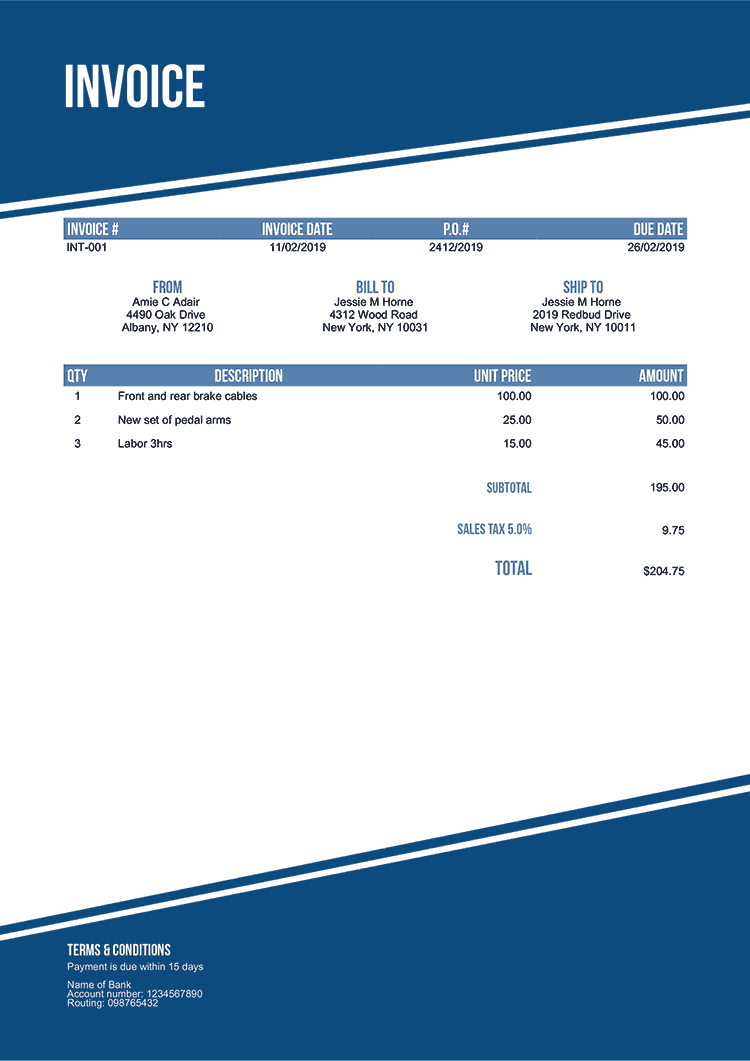 INVOICE
INVOICE # INVOICE DATE P.O.# DUE DATE
INT-001 11/02/2019 2412/2019 26/02/2019
FROM BILL TO SHIP TO
Amie C Adair Jessie M Horne Jessie M Horne
4490 Oak Drive 4312 Wood Road 2019 Redbud Drive
Albany, NY 12210 New York, NY 10031 New York, NY 10011
QTY DESCRIPTION UNIT PRICE AMOUNT
1 Front and rear brake cables 100.00 100.00
2 New set of pedal arms 25.00 50.00
3 Labor 3hrs 15.00 45.00
SUBTOTAL 195.00
SALES TAX 5.0% 9.75
TOTAL $204.75
TERMS & CONDITIONS
Payment is due within 15 days
Name of Bank
Account number: 1234567890
Routing: 098765432